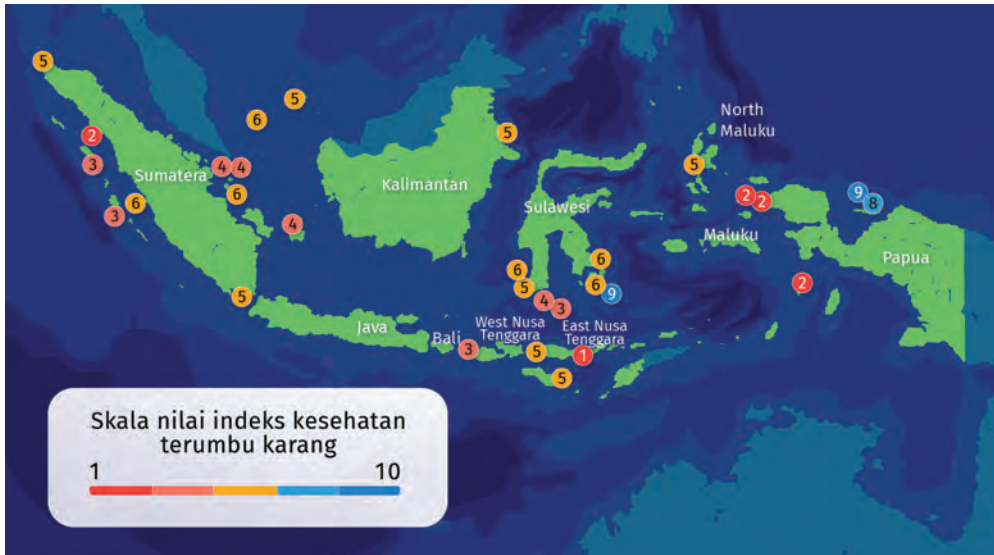 5
5
6
North
Maluku
2
5
5
3
4
4
Sumatera
6
Kalimantan
2
2
9
8
6
3
4
Sulawesi
Maluku
6
Papua
6
5
6
9
2
5
4
3
Java
Bali
3
West Nusa
Tenggara
5
East Nusa
Tenggara
1
5
Skala nilai indeks kesehatan
terumbu karang
1
10